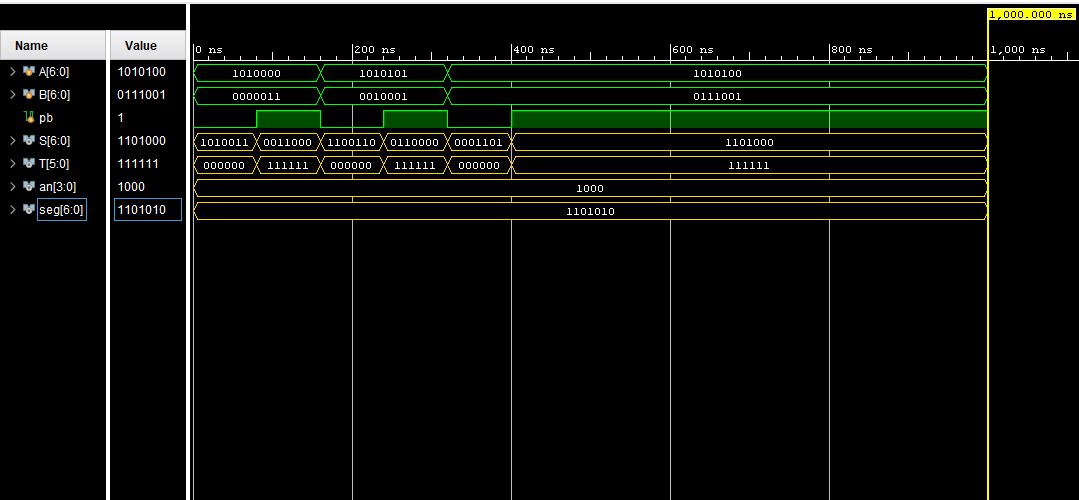 1,000.000 ns
Name Value
0 ns 200 ns 400 ns 600 ns 800 ns 1,000 ns
A[6:0] 1010100 1010000 1010101 1010100
B[6:0] 0111001 0000011 0010001 0111001
pb 1
S[6:0] 1101000 1010011 0011000 1100110 0110000 0001101 1101000
T[5:0] 111111 000000 111111 000000 111111 000000 111111
an[3:0] 1000 1000
seg[6:0] 1101010 1101010